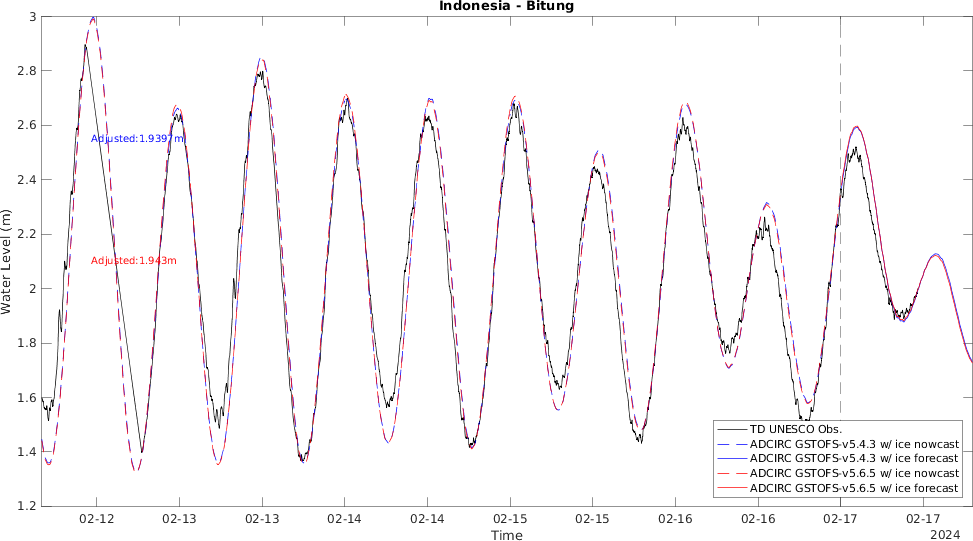 Indonesia - Bitung
3
2.8
2.6
2.4
2.2
2
1.8
1.6
1.4
1.2
Water Level (m)
Adjusted:1.9397m
Adjusted:1.943m
TD UNESCO Obs.
ADCIRC GSTOFS-v5.4.3 w/ ice nowcast
ADCIRC GSTOFS-v5.4.3 w/ ice forecast
ADCIRC GSTOFS-v5.6.5 w/ ice nowcast
ADCIRC GSTOFS-v5.6.5 w/ ice forecast
02-12 02-13 02-13 02-14 02-14 02-15 02-15 02-16 02-16 02-17 02-17
Time
2024